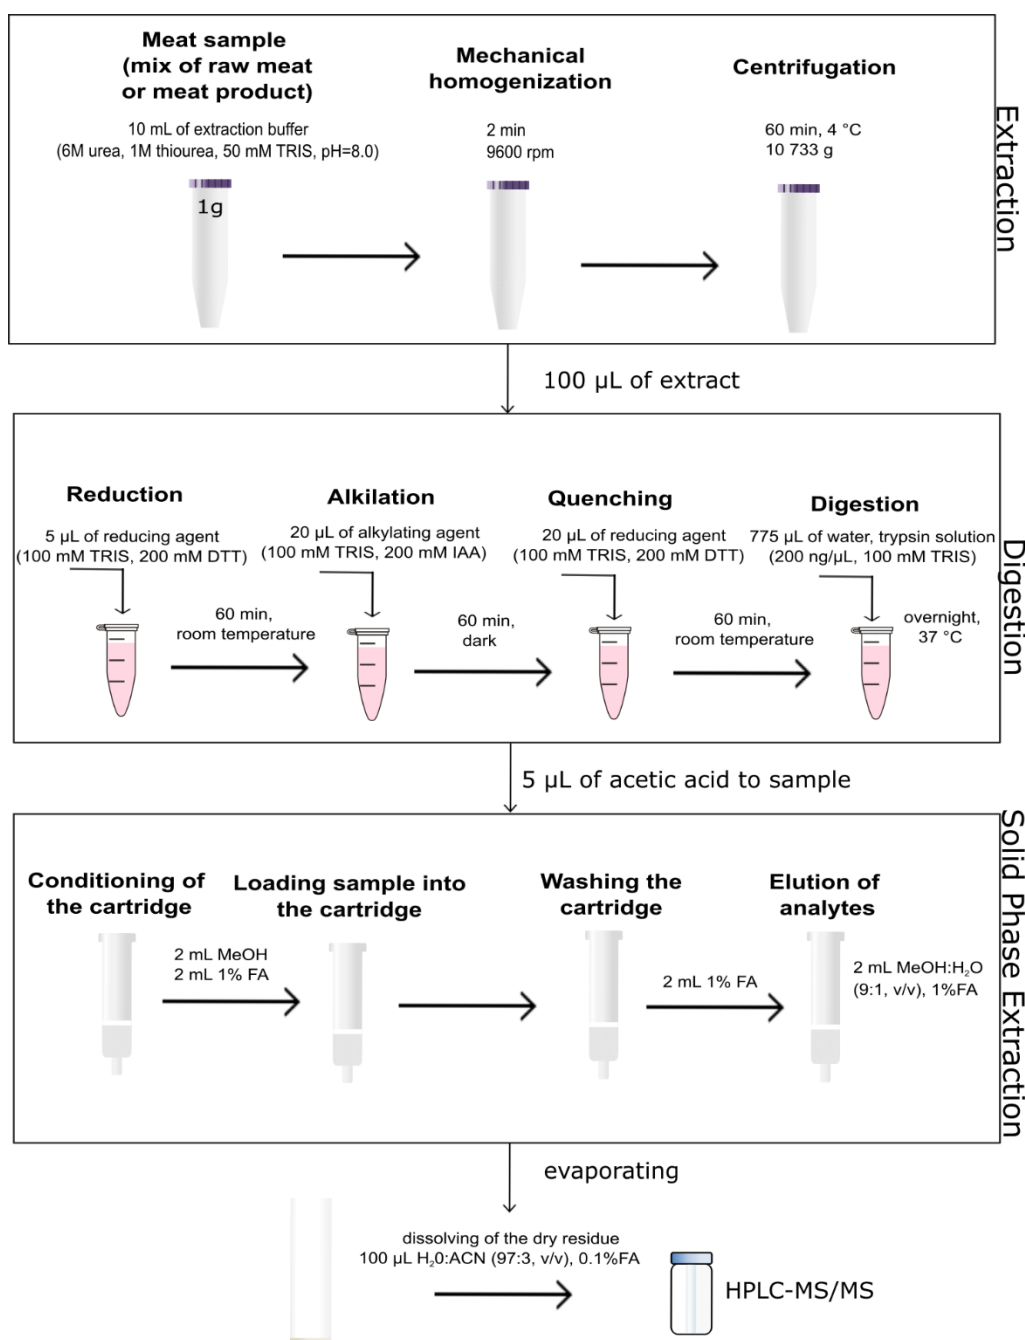 Meat sample
(mix of raw meat
or meat product)
10 mL of extraction buffer
(6M urea, 1M thiourea, 50 mM TRIS, pH=8.0)
1g
Mechanical
homogenization
2 min
9600 rpm
Centrifugation
60 min, 4 °C
10 733 g
Extraction
100 µL of extract
Reduction
5 µL of reducing agent
(100 mM TRIS, 200 mM DTT)
60 min,
room temperature
Alkilation
20 µL of alkylating agent
(100 mM TRIS, 200 mM IAA)
60 min,
dark
Quenching
20 µL of reducing agent
(100 mM TRIS, 200 mM DTT)
60 min,
room temperature
Digestion
775 µL of water, trypsin solution
(200 ng/µL, 100 mM TRIS)
overnight,
37 °C
Digestion
5 µL of acetic acid to sample
Conditioning of
the cartridge
2 mL MeOH
2 mL 1% FA
Loading sample into
the cartridge
Washing the
cartridge
2 mL 1% FA
Elution of
analytes
2 mL MeOH:H₂O
(9:1, v/v), 1%FA
Solid Phase Extraction
evaporating
dissolving of the dry residue
100 µL H₂0:ACN (97:3, v/v), 0.1%FA
HPLC-MS/MS